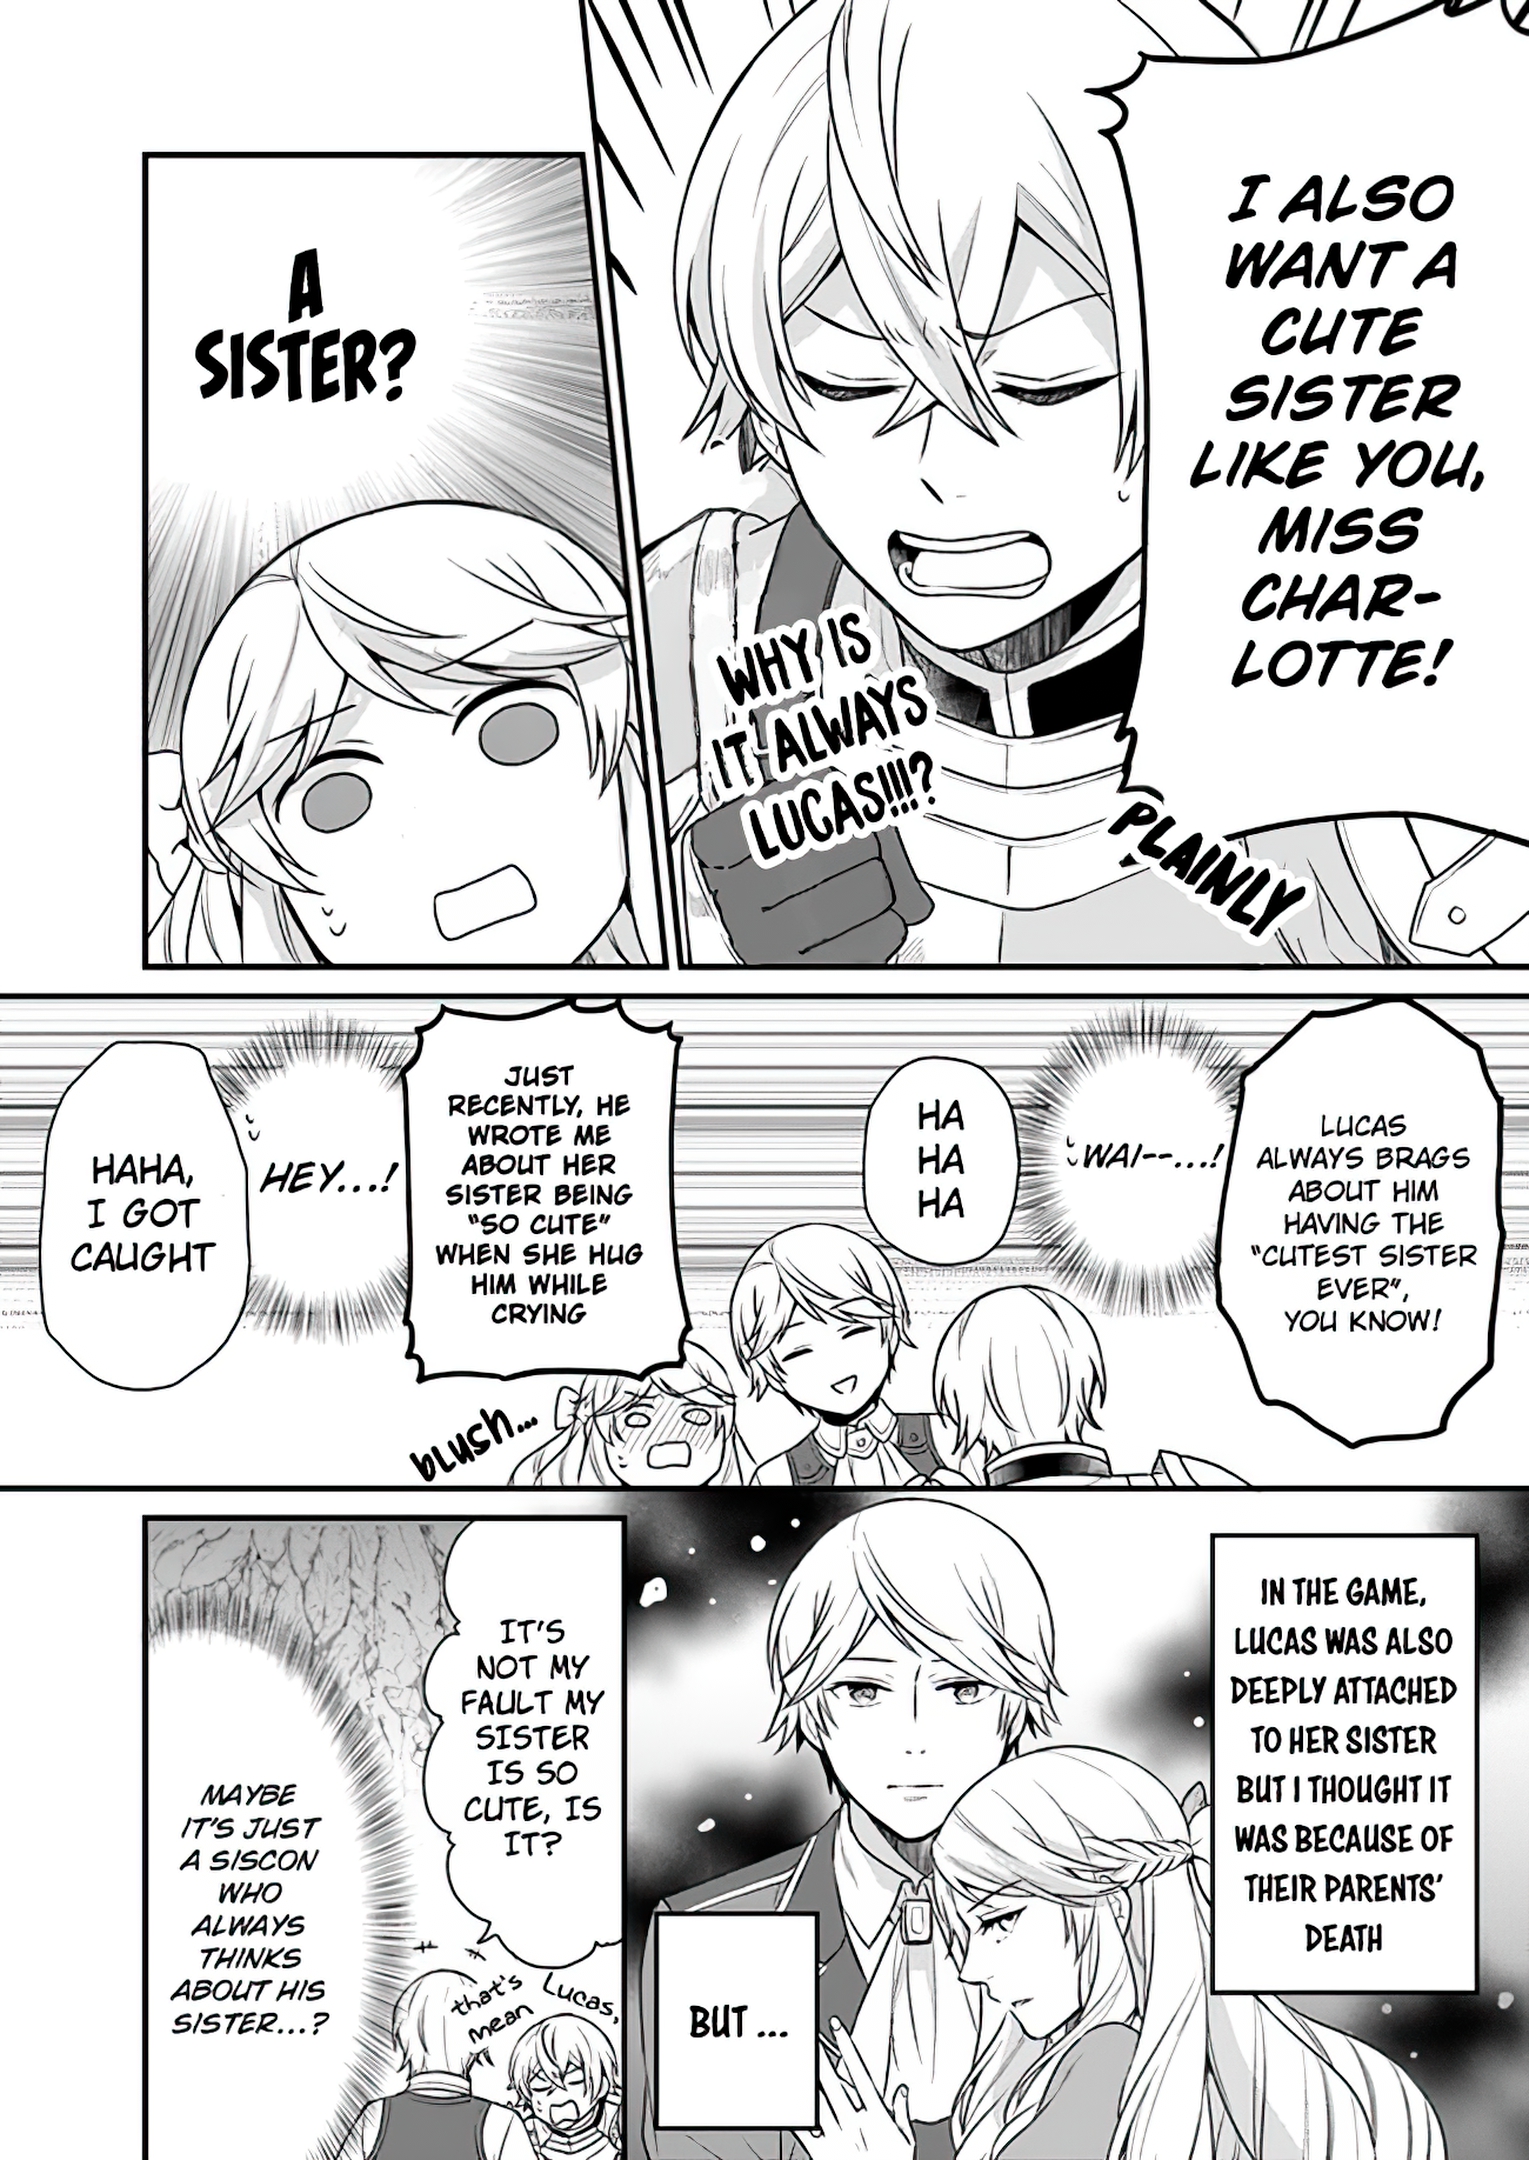 I ALSO
WANT A
CUTE
SISTER
LIKE YOU,
MISS
CHAR-
LOTTE!
PLAINLY
WHY IS
IT ALWAYS
LUCAS!!!!?
A
SISTER?
LUCAS
ALWAYS BRAGS
ABOUT HIM
HAVING THE
"CUTEST SISTER
EVER",
YOU KNOW!
WAI--...!
HA
HA
HA
JUST
RECENTLY, HE
WROTE ME
ABOUT HER
SISTER BEING
"SO CUTE"
WHEN SHE HUG
HIM WHILE
CRYING
blush...
HEY...!
HAHA,
I GOT
CAUGHT
IN THE GAME,
LUCAS WAS ALSO
DEEPLY ATTACHED
TO HER SISTER
BUT I THOUGHT IT
WAS BECAUSE OF
THEIR PARENTS'
DEATH
BUT ...
IT'S
NOT MY
FAULT MY
SISTER
IS SO
CUTE, IS
IT?
Lucas,
that's
mean
MAYBE
IT'S JUST
A SISCON
WHO
ALWAYS
THINKS
ABOUT HIS
SISTER...?